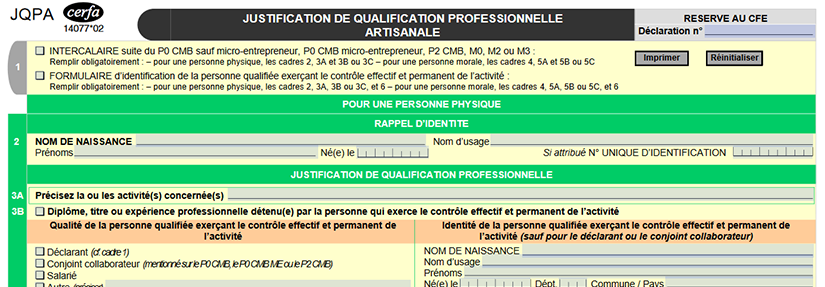 JQPA cerfa
14077*02
JUSTIFICATION DE QUALIFICATION PROFESSIONNELLE
ARTISANALE
RESERVE AU CFE
Déclaration n°
1
INTERCALAIRE suite du P0 CMB sauf micro-entrepreneur, P0 CMB micro-entrepreneur, P2 CMB, M0, M2 ou M3 :
Remplir obligatoirement : – pour une personne physique, les cadres 2, 3A et 3B ou 3C – pour une personne morale, les cadres 4, 5A et 5B ou 5C
Imprimer Réinitialiser
FORMULAIRE d'identification de la personne qualifiée exerçant le contrôle effectif et permanent de l'activité :
Remplir obligatoirement : – pour une personne physique, les cadres 2, 3A, 3B ou 3C, et 6 – pour une personne morale, les cadres 4, 5A, 5B ou 5C, et 6
POUR UNE PERSONNE PHYSIQUE
RAPPEL D'IDENTITE
2 NOM DE NAISSANCE Nom d'usage
Prénoms Né(e) le Si attribué N° UNIQUE D'IDENTIFICATION
JUSTIFICATION DE QUALIFICATION PROFESSIONNELLE
3A Précisez la ou les activité(s) concernée(s)
3B Diplôme, titre ou expérience professionnelle détenu(e) par la personne qui exerce le contrôle effectif et permanent de l'activité
Qualité de la personne qualifiée exerçant le contrôle effectif et permanent de
l'activité
Identité de la personne qualifiée exerçant le contrôle effectif et permanent de
l'activité (sauf pour le déclarant ou le conjoint collaborateur)
Déclarant (cf. cadre 1)
Conjoint collaborateur (mentionné sur le P0 CMB, le P0 CMB ME ou le P2 CMB)
Salarié
Autre (préciser)
NOM DE NAISSANCE
Nom d'usage
Prénoms
Né(e) le Dépt. Commune / Pays